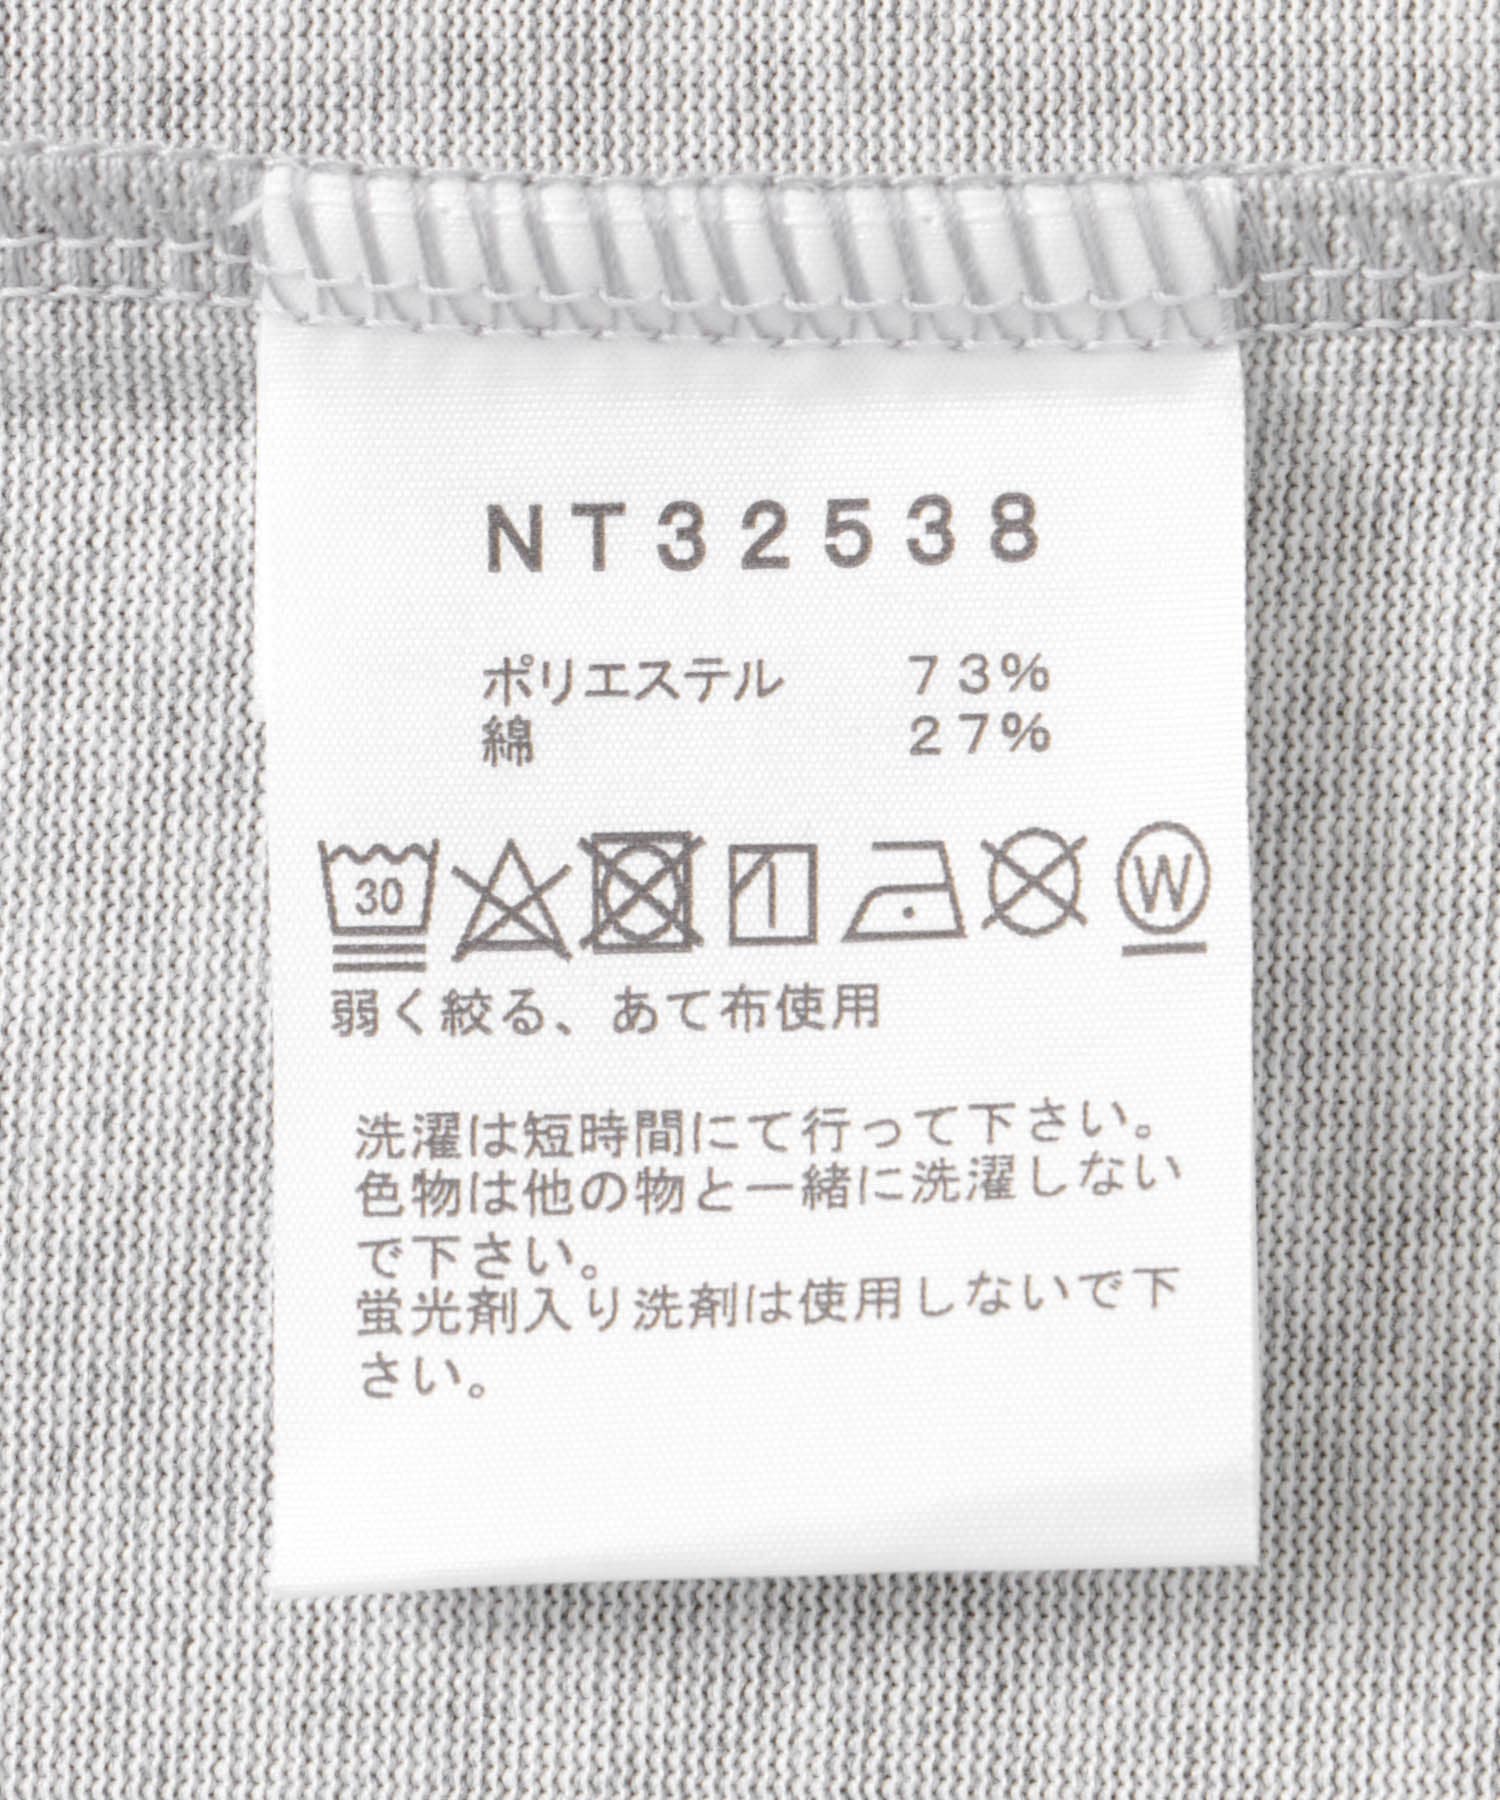 NT32538
ポリエステル 73%
綿 27%
30 W
弱く絞る、あて布使用
洗濯は短時間にて行って下さい。
色物は他の物と一緒に洗濯しない
で下さい。
蛍光剤入り洗剤は使用しないで下
さい。